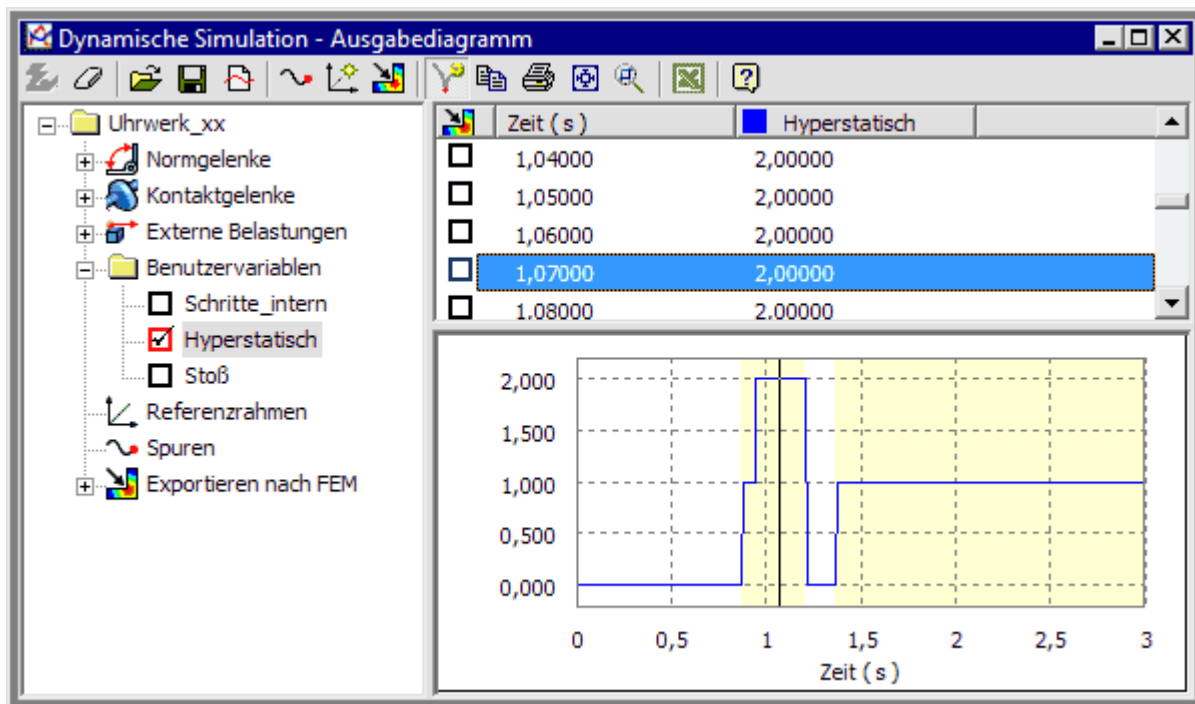 Dynamische Simulation - Ausgabediagramm
Uhrwerk_xx
Normgelenke
Kontaktgelenke
Externe Belastungen
Benutzervariablen
Schritte_intern
Hyperstatisch
Stoß
Referenzrahmen
Spuren
Exportieren nach FEM
Zeit ( s ) Hyperstatisch
1,04000 2,00000
1,05000 2,00000
1,06000 2,00000
1,07000 2,00000
1,08000 2,00000
2,000
1,500
1,000
0,500
0,000
0 0,5 1 1,5 2 2,5 3
Zeit ( s )